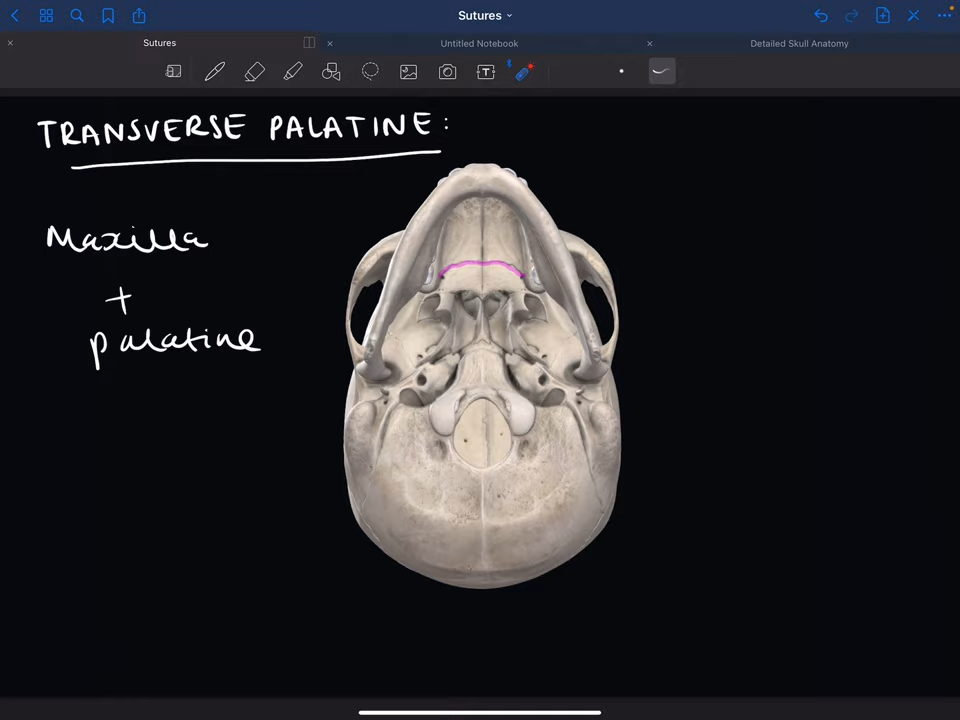 Sutures
Sutures
Untitled Notebook
Detailed Skull Anatomy
TRANSVERSE PALATINE:
Maxilla
+
palatine